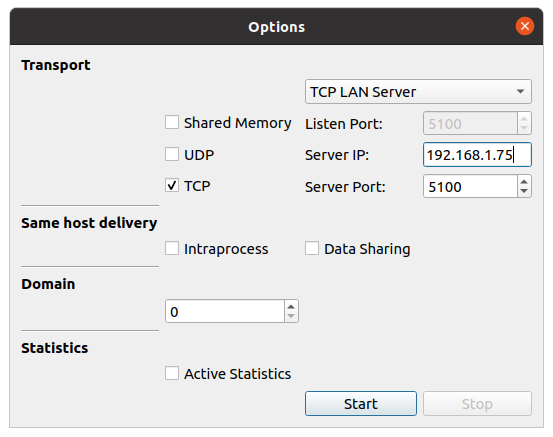 Options
Transport
TCP LAN Server
Shared Memory Listen Port: 5100
UDP Server IP: 192.168.1.75
TCP Server Port: 5100
Same host delivery
Intraprocess Data Sharing
Domain
0
Statistics
Active Statistics
Start Stop